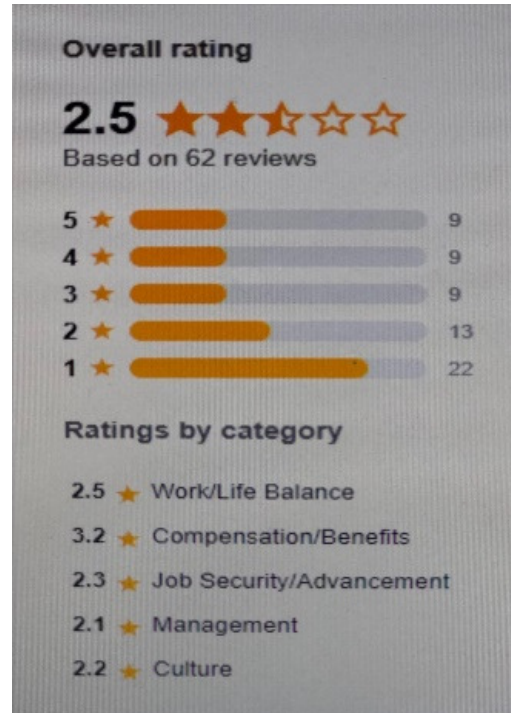 Overall rating
2.5
Based on 62 reviews
5 9
4 9
3 9
2 13
1 22
Ratings by category
2.5 Work/Life Balance
3.2 Compensation/Benefits
2.3 Job Security/Advancement
2.1 Management
2.2 Culture